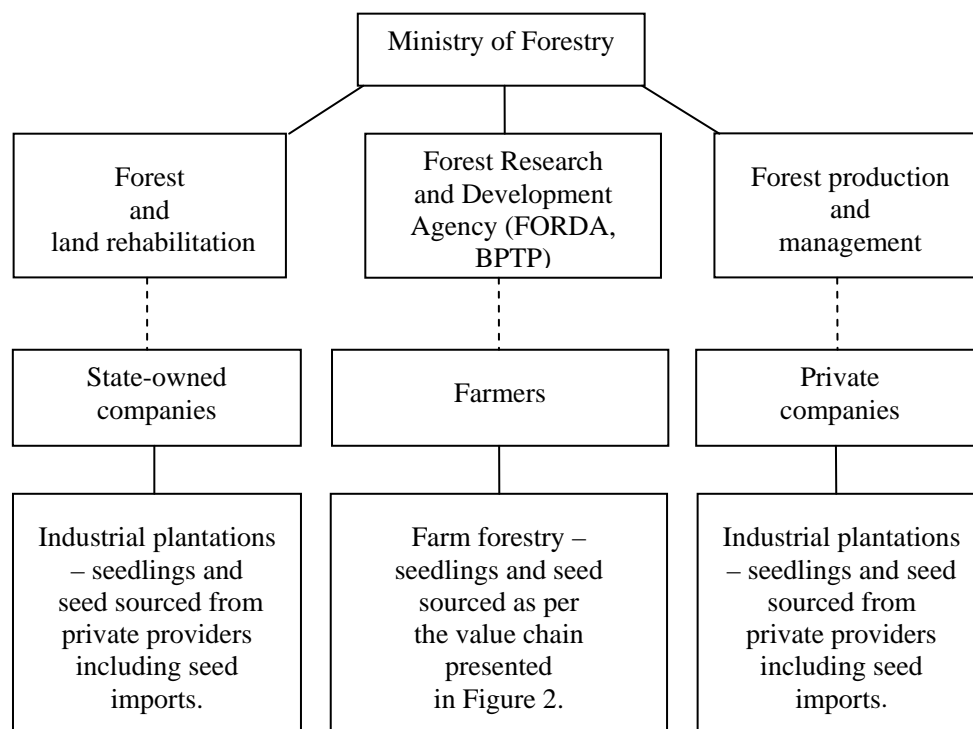 Ministry of Forestry
Forest
and
land rehabilitation
Forest Research
and Development
Agency (FORDA,
BPTP)
Forest production
and
management
State-owned
companies
Farmers
Private
companies
Industrial plantations
– seedlings and
seed sourced from
private providers
including seed
imports.
Farm forestry –
seedlings and seed
sourced as per
the value chain
presented
in Figure 2.
Industrial plantations
– seedlings and seed
sourced from
private providers
including seed
imports.